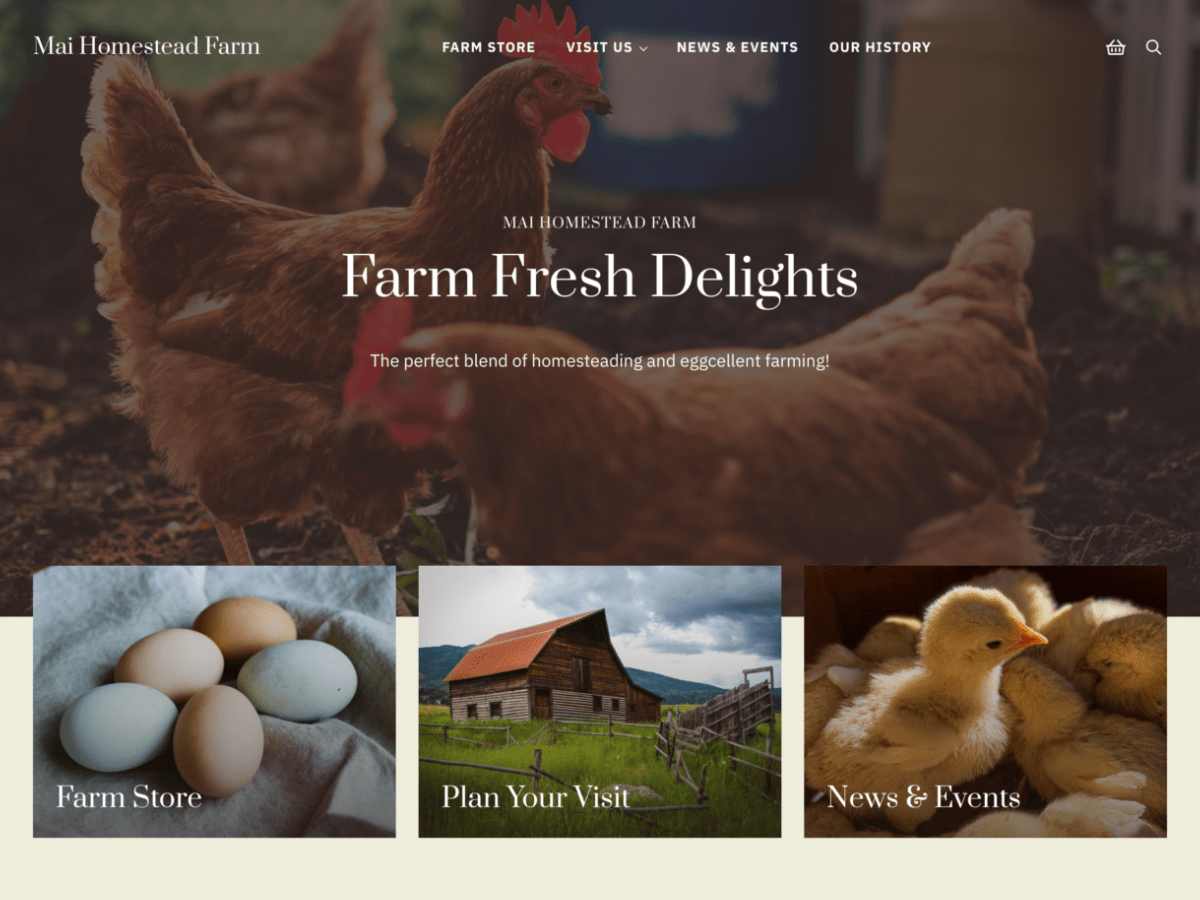 Mai Homestead Farm
FARM STORE
VISIT US
NEWS & EVENTS
OUR HISTORY
MAI HOMESTEAD FARM
Farm Fresh Delights
The perfect blend of homesteading and eggcellent farming!
Farm Store
Plan Your Visit
News & Events